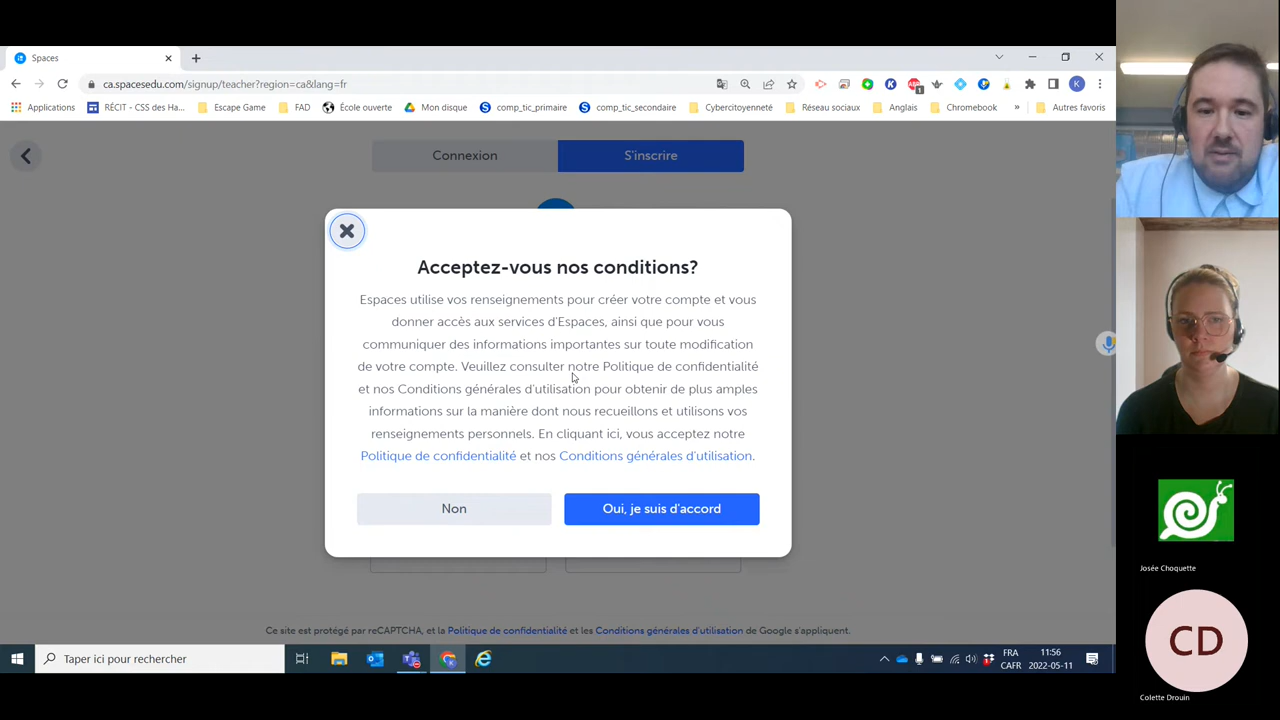 Spaces
ca.spacesedu.com/signup/teacher?region=ca&lang=fr
Applications
RÉCIT - CSS des Ha...
Escape Game
FAD
École ouverte
Mon disque
comp_tic_primaire
comp_tic_secondaire
Cybercitoyenneté
Réseau sociaux
Anglais
Chromebook
»
Autres favoris
Connexion
S'inscrire
Acceptez-vous nos conditions?
Espaces utilise vos renseignements pour créer votre compte et vous
donner accès aux services d'Espaces, ainsi que pour vous
communiquer des informations importantes sur toute modification
de votre compte. Veuillez consulter notre Politique de confidentialité
et nos Conditions générales d'utilisation pour obtenir de plus amples
informations sur la manière dont nous recueillons et utilisons vos
renseignements personnels. En cliquant ici, vous acceptez notre
Politique de confidentialité et nos Conditions générales d'utilisation.
Non
Oui, je suis d'accord
Ce site est protégé par reCAPTCHA, et la Politique de confidentialité et les Conditions générales d'utilisation de Google s'appliquent.
Taper ici pour rechercher
FRA
CAFR
11:56
2022-05-11
Josée Choquette
CD
Colette Drouin